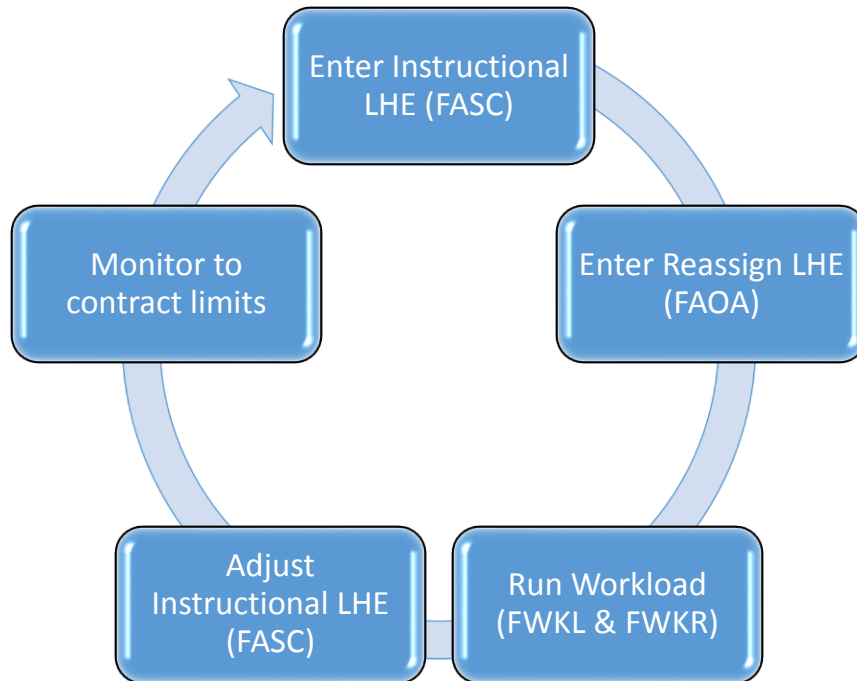 Enter Instructional
LHE (FASC)
Enter Reassign LHE
(FAOA)
Run Workload
(FWKL & FWKR)
Adjust
Instructional LHE
(FASC)
Monitor to
contract limits